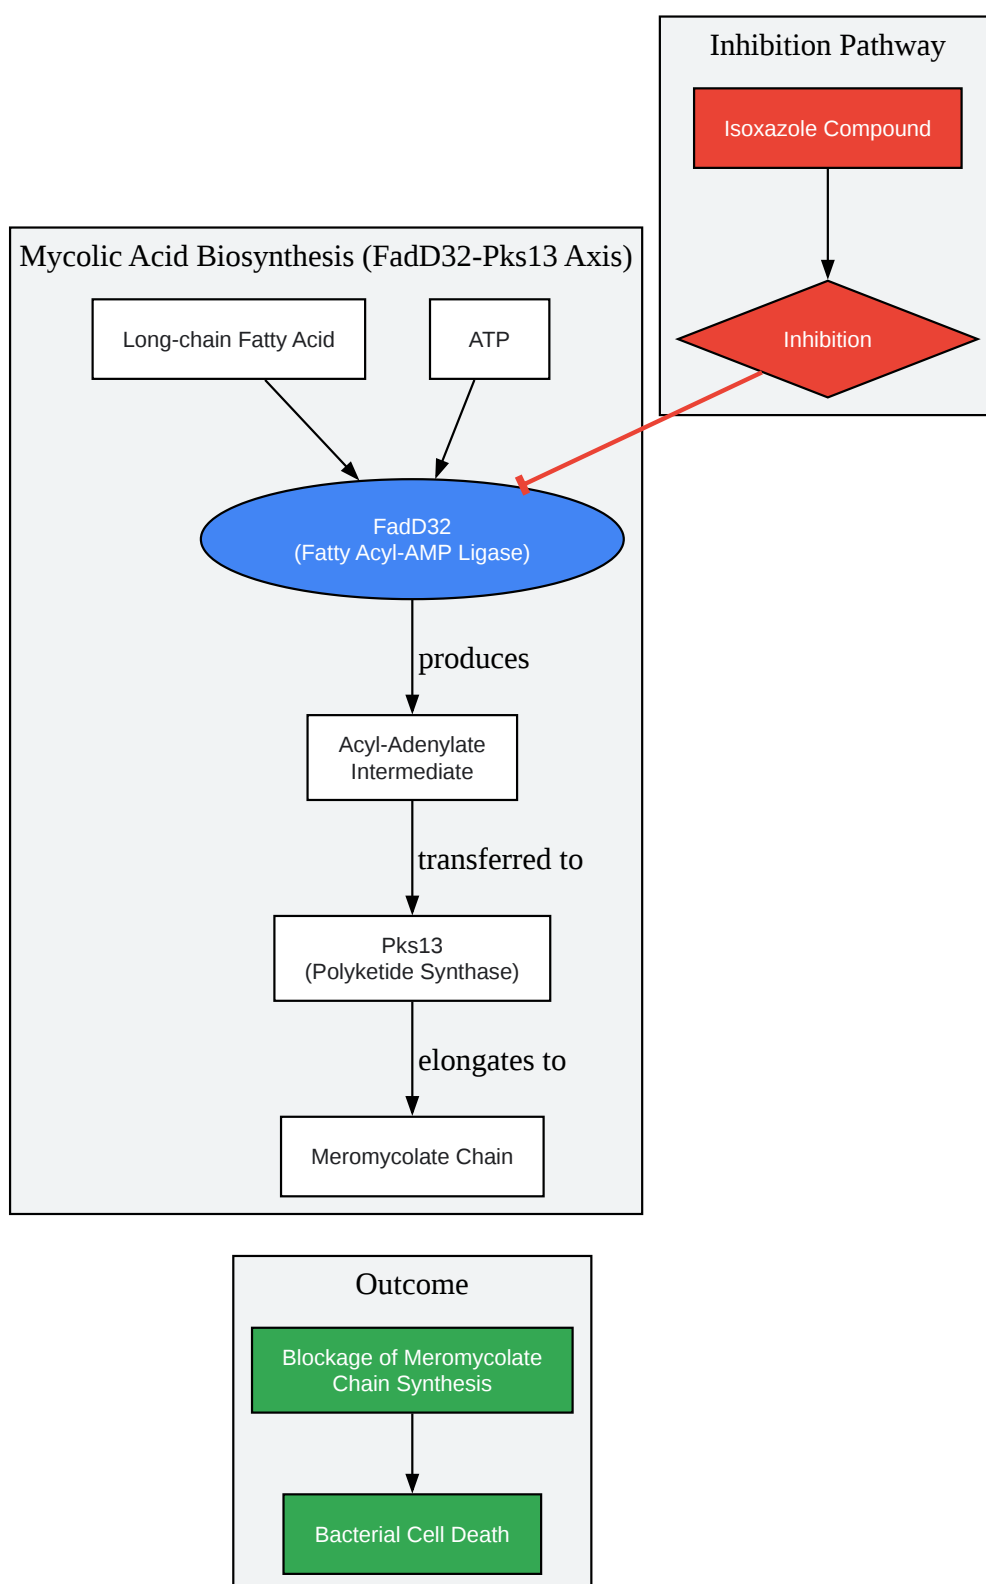 Inhibition Pathway
Isoxazole Compound
Inhibition
Mycolic Acid Biosynthesis (FadD32-Pks13 Axis)
Long-chain Fatty Acid
ATP
FadD32
(Fatty Acyl-AMP Ligase)
produces
Acyl-Adenylate
Intermediate
transferred to
Pks13
(Polyketide Synthase)
elongates to
Meromycolate Chain
Outcome
Blockage of Meromycolate
Chain Synthesis
Bacterial Cell Death